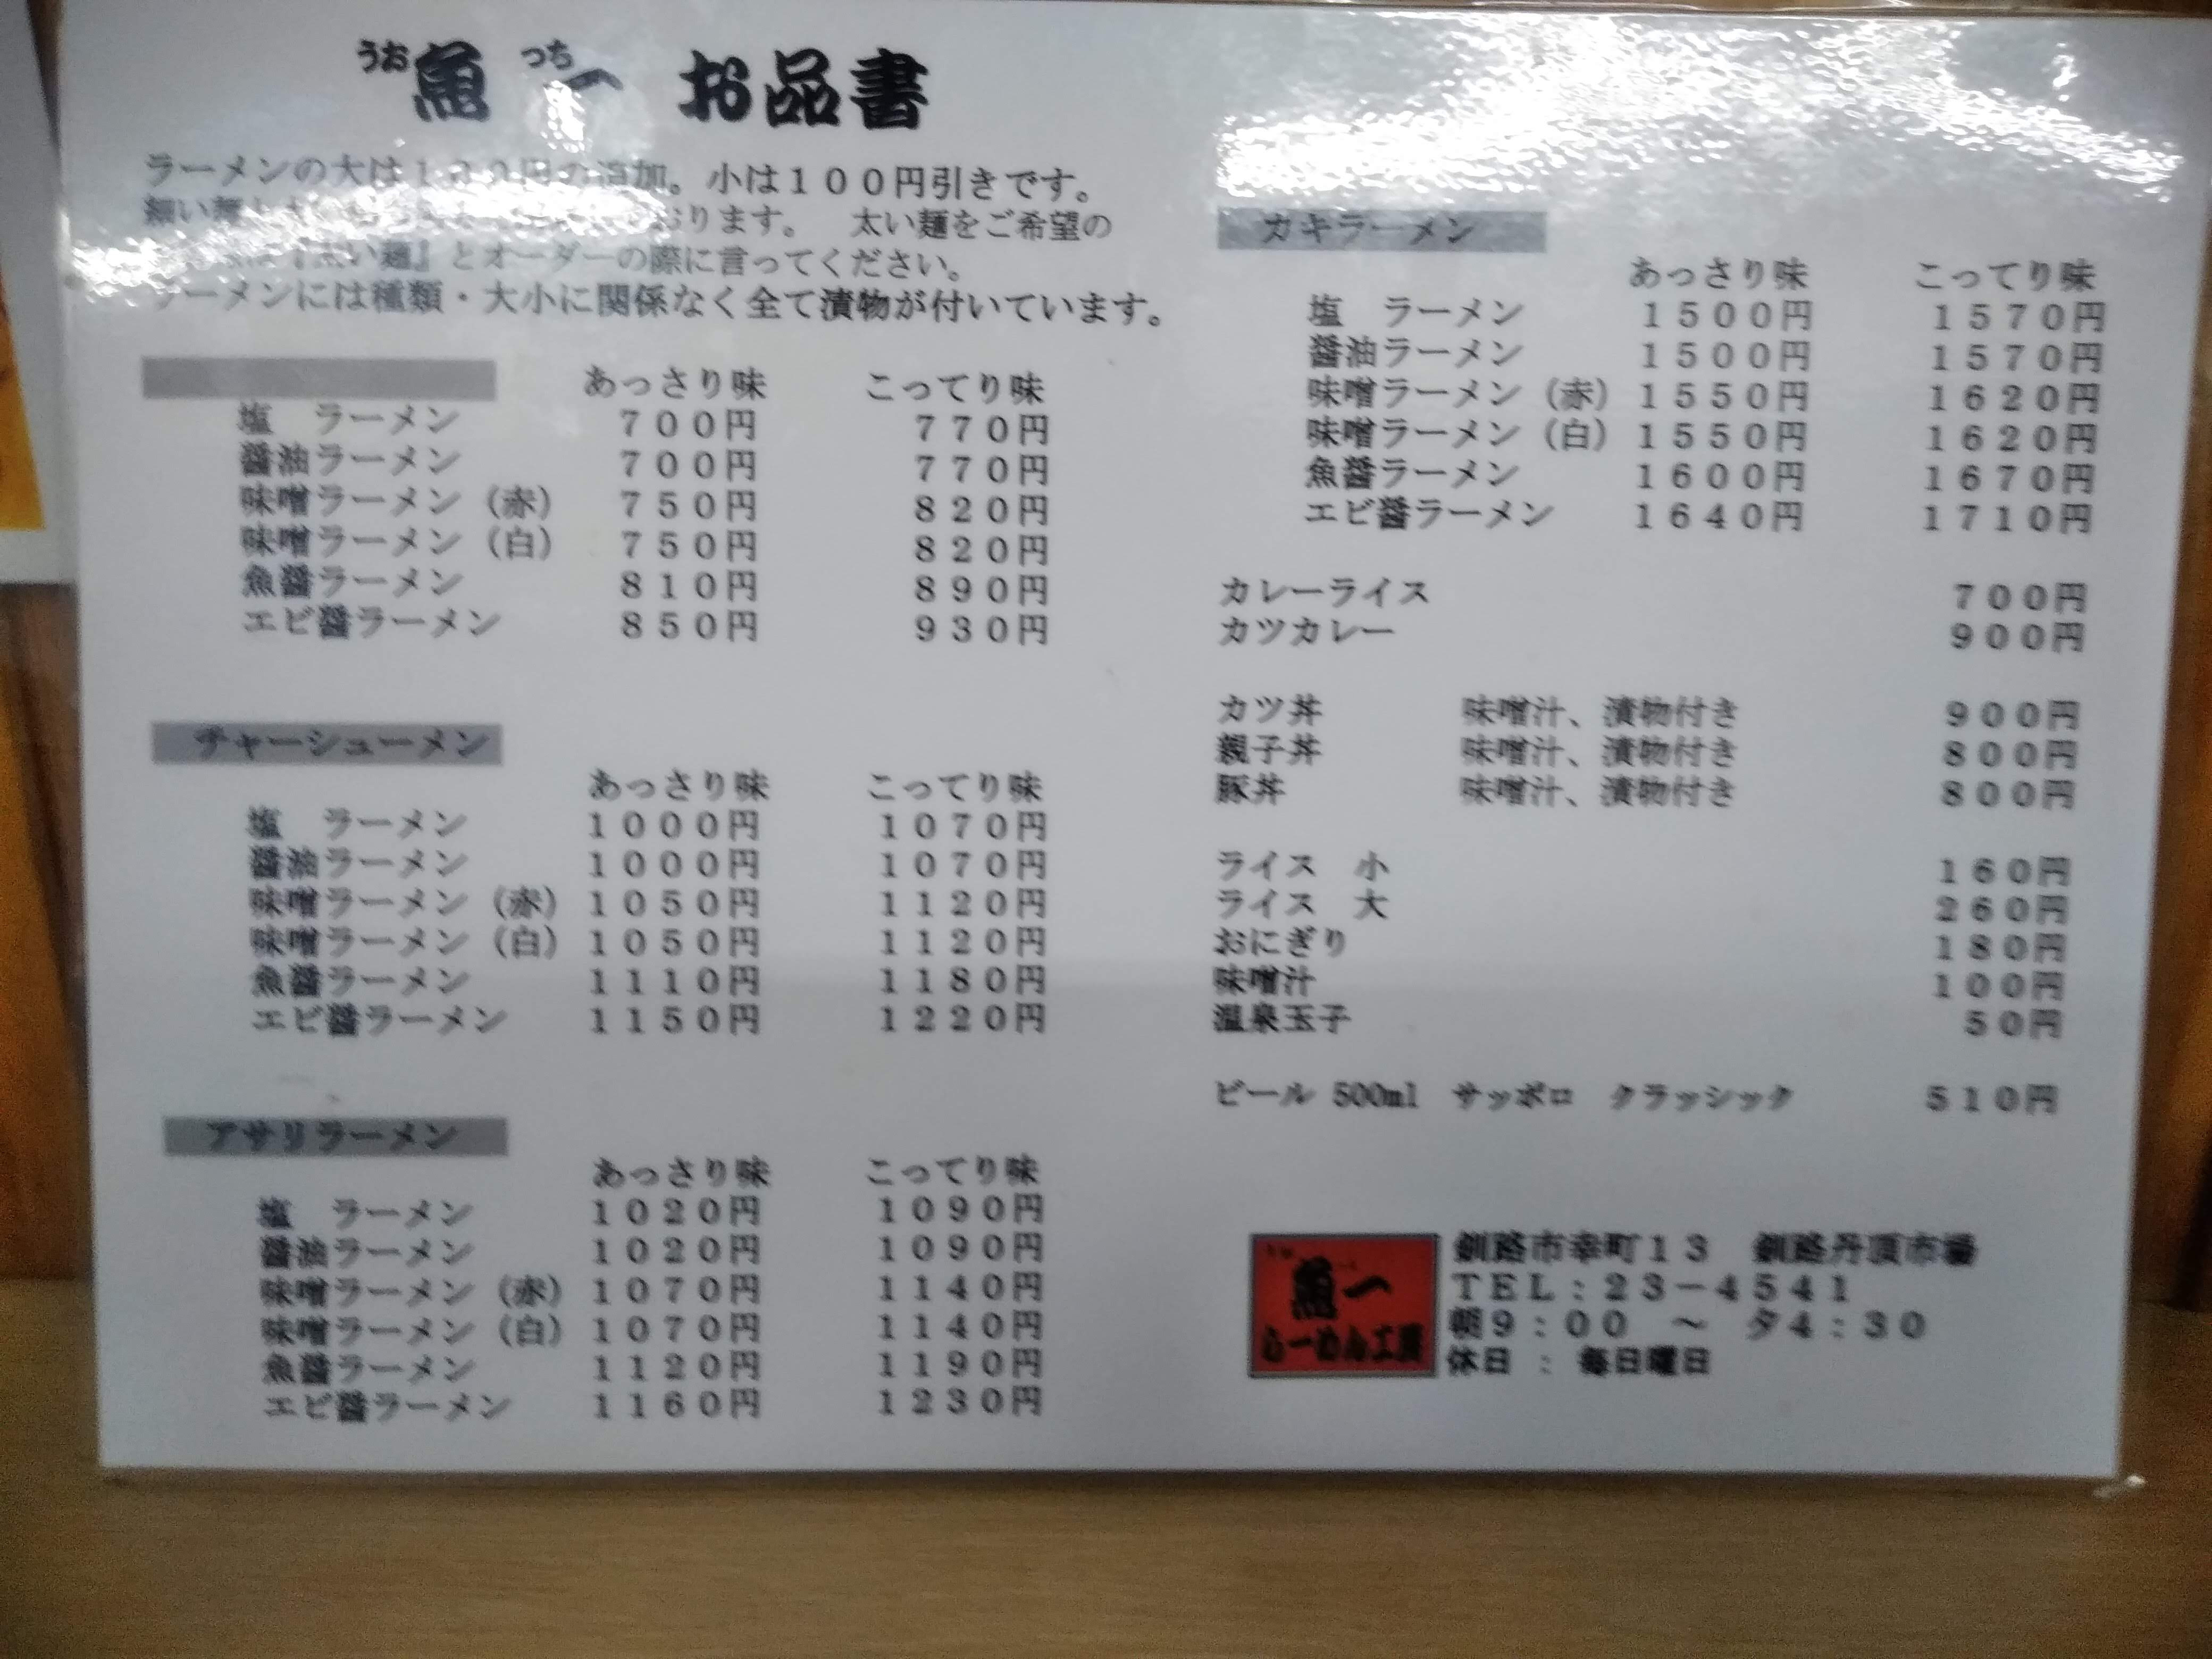 うお つち
魚一 お品書
ラーメンの大は 円の追加。小は１００円引きです。
細い麺と おります。 太い麺をご希望の
『太い麺』とオーダーの際に言ってください。
ラーメンには種類・大小に関係なく全て漬物が付いています。
あっさり味 こってり味
塩 ラーメン ７００円 ７７０円
醤油ラーメン ７００円 ７７０円
味噌ラーメン（赤） ７５０円 ８２０円
味噌ラーメン（白） ７５０円 ８２０円
魚醤ラーメン ８１０円 ８９０円
エビ醤ラーメン ８５０円 ９３０円
チャーシューメン
あっさり味 こってり味
塩 ラーメン １０００円 １０７０円
醤油ラーメン １０００円 １０７０円
味噌ラーメン（赤） １０５０円 １１２０円
味噌ラーメン（白） １０５０円 １１２０円
魚醤ラーメン １１１０円 １１８０円
エビ醤ラーメン １１５０円 １２２０円
アサリラーメン
あっさり味 こってり味
塩 ラーメン １０２０円 １０９０円
醤油ラーメン １０２０円 １０９０円
味噌ラーメン（赤） １０７０円 １１４０円
味噌ラーメン（白） １０７０円 １１４０円
魚醤ラーメン １１２０円 １１９０円
エビ醤ラーメン １１６０円 １２３０円
カキラーメン
あっさり味 こってり味
塩 ラーメン １５００円 １５７０円
醤油ラーメン １５００円 １５７０円
味噌ラーメン（赤） １５５０円 １６２０円
味噌ラーメン（白） １５５０円 １６２０円
魚醤ラーメン １６００円 １６７０円
エビ醤ラーメン １６４０円 １７１０円
カレーライス ７００円
カツカレー ９００円
カツ丼 味噌汁、漬物付き ９００円
親子丼 味噌汁、漬物付き ８００円
豚丼 味噌汁、漬物付き ８００円
ライス 小 １６０円
ライス 大 ２６０円
おにぎり １８０円
味噌汁 １００円
温泉玉子 ５０円
ビール 500ml サッポロ クラッシック ５１０円
魚一
らーめん工房
釧路市幸町１３ 釧路丹頂市場
ＴＥＬ：２３－４５４１
朝９：００ ～ 夕４：３０
休日 ： 毎日曜日